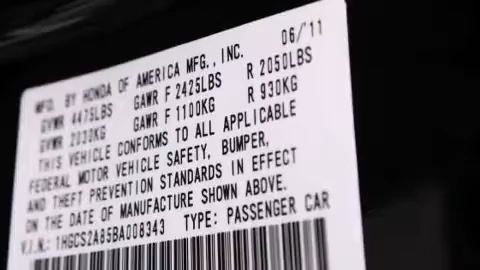 MFD. BY HONDA OF AMERICA MFG., INC. 06/'11
GVWR 4475LBS GAWR F 2425LBS R 2050LBS
GVWR 2030KG GAWR F 1100KG R 930KG
THIS VEHICLE CONFORMS TO ALL APPLICABLE
FEDERAL MOTOR VEHICLE SAFETY, BUMPER,
AND THEFT PREVENTION STANDARDS IN EFFECT
ON THE DATE OF MANUFACTURE SHOWN ABOVE.
V.I.N.: 1HGCS2A85BA008343 TYPE: PASSENGER CAR